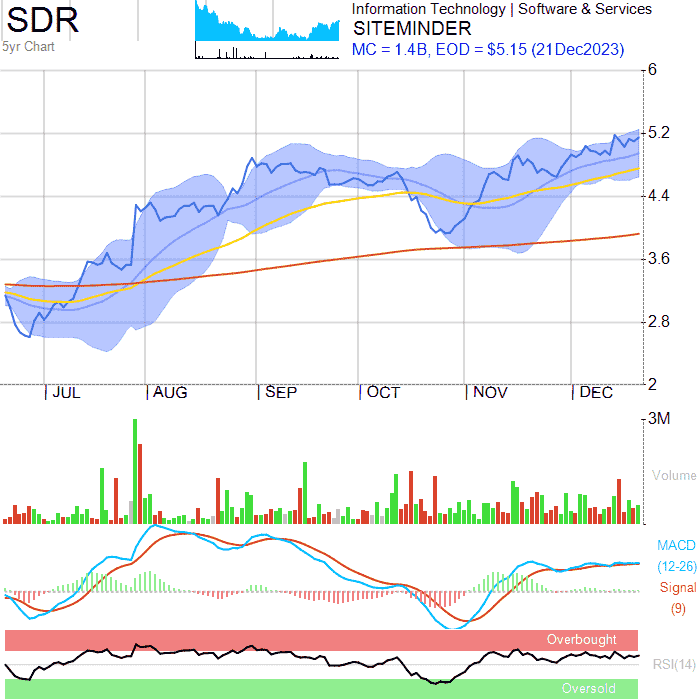 SDR
5yr Chart
Information Technology | Software & Services
SITEMINDER
MC = 1.4B, EOD = $5.15 (21Dec2023)
6
5.2
4.4
3.6
2.8
2
JUL AUG SEP OCT NOV DEC
3M
Volume
MACD
(12-26)
Signal
(9)
Overbought
RSI(14)
Oversold